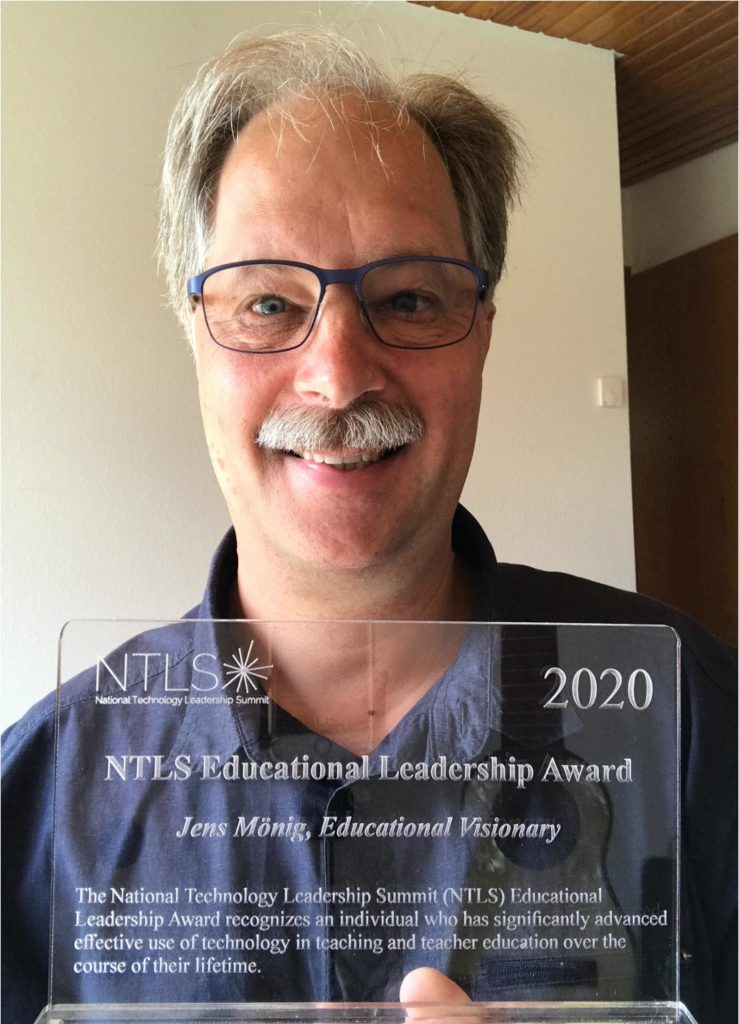 NTLS
National Technology Leadership Summit
2020
NTLS Educational Leadership Award
Jens Mönig, Educational Visionary
The National Technology Leadership Summit (NTLS) Educational
Leadership Award recognizes an individual who has significantly advanced
effective use of technology in teaching and teacher education over the
course of their lifetime.